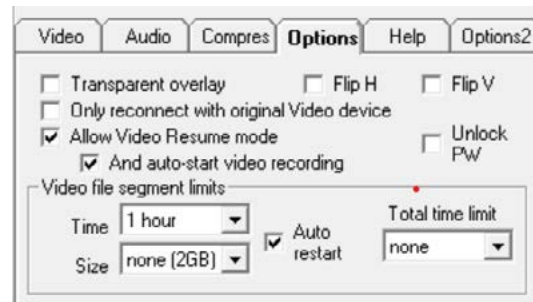 Video Audio Compres Options Help Options2
Transparent overlay Flip H Flip V
Only reconnect with original Video device
Allow Video Resume mode Unlock PW
And auto-start video recording
Video file segment limits
Time 1 hour Auto restart Total time limit
Size none (2GB) none